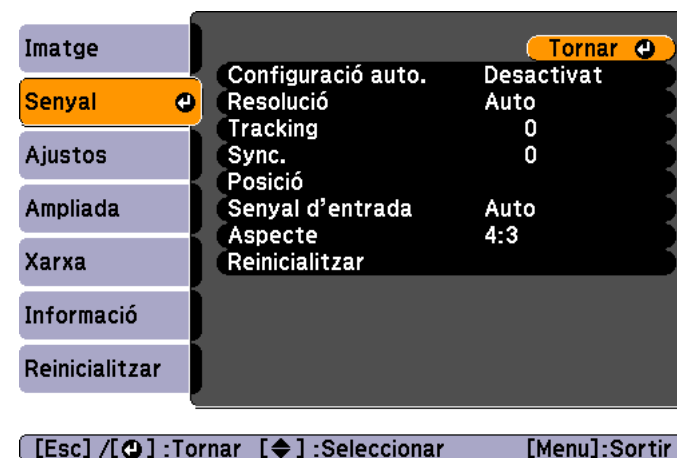 Imatge
Senyal
Ajustos
Ampliada
Xarxa
Informació
Reinicialitzar
Tornar
Configuració auto. Desactivat
Resolució Auto
Tracking 0
Sync. 0
Posició
Senyal d'entrada Auto
Aspecte 4:3
Reinicialitzar
[Esc] /[ ] :Tornar [ ] :Seleccionar [Menu]:Sortir